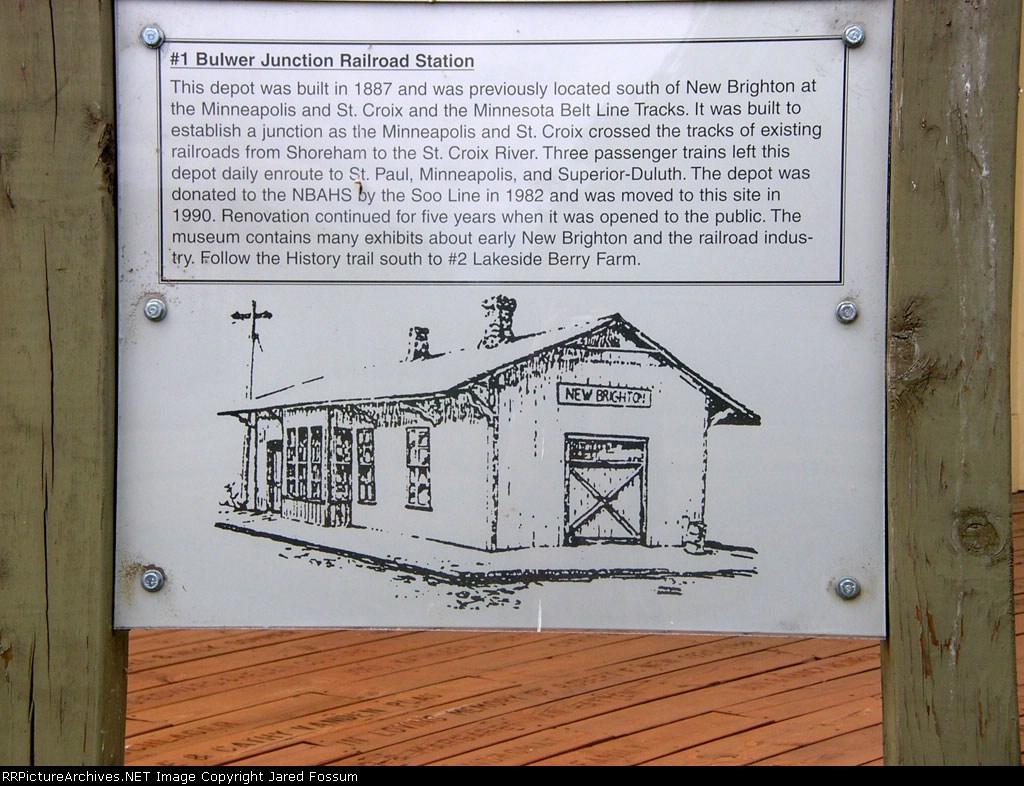 #1 Bulwer Junction Railroad Station
This depot was built in 1887 and was previously located south of New Brighton at
the Minneapolis and St. Croix and the Minnesota Belt Line Tracks. It was built to
establish a junction as the Minneapolis and St. Croix crossed the tracks of existing
railroads from Shoreham to the St. Croix River. Three passenger trains left this
depot daily enroute to St. Paul, Minneapolis, and Superior-Duluth. The depot was
donated to the NBAHS by the Soo Line in 1982 and was moved to this site in
1990. Renovation continued for five years when it was opened to the public. The
museum contains many exhibits about early New Brighton and the railroad indus-
try. Follow the History trail south to #2 Lakeside Berry Farm.
NEW BRIGHTON
& CATHY VANDENT PLAN
LOVING MEMORY OF
©RRPictureArchives.NET Image Copyright Jared Fossum